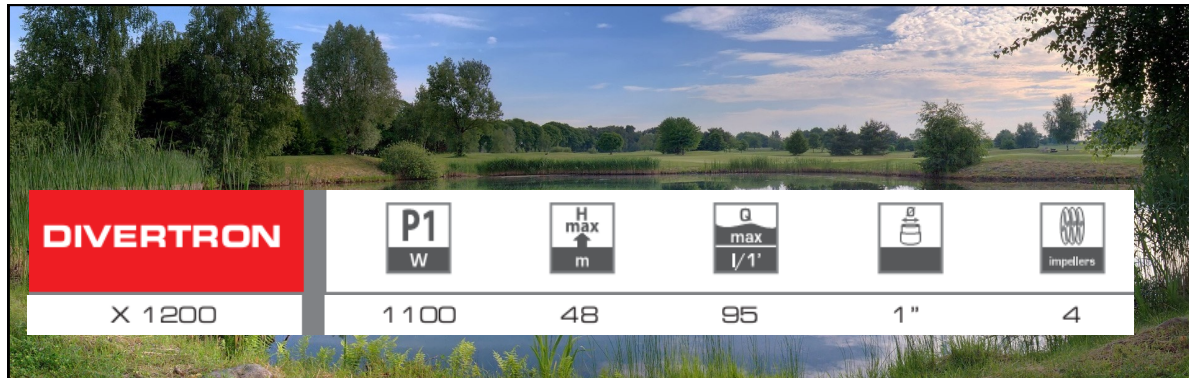 DIVERTRON
P1
W
H
max
m
Q
max
l/1'
Ø
impellers
X 1200
1100
48
95
1"
4